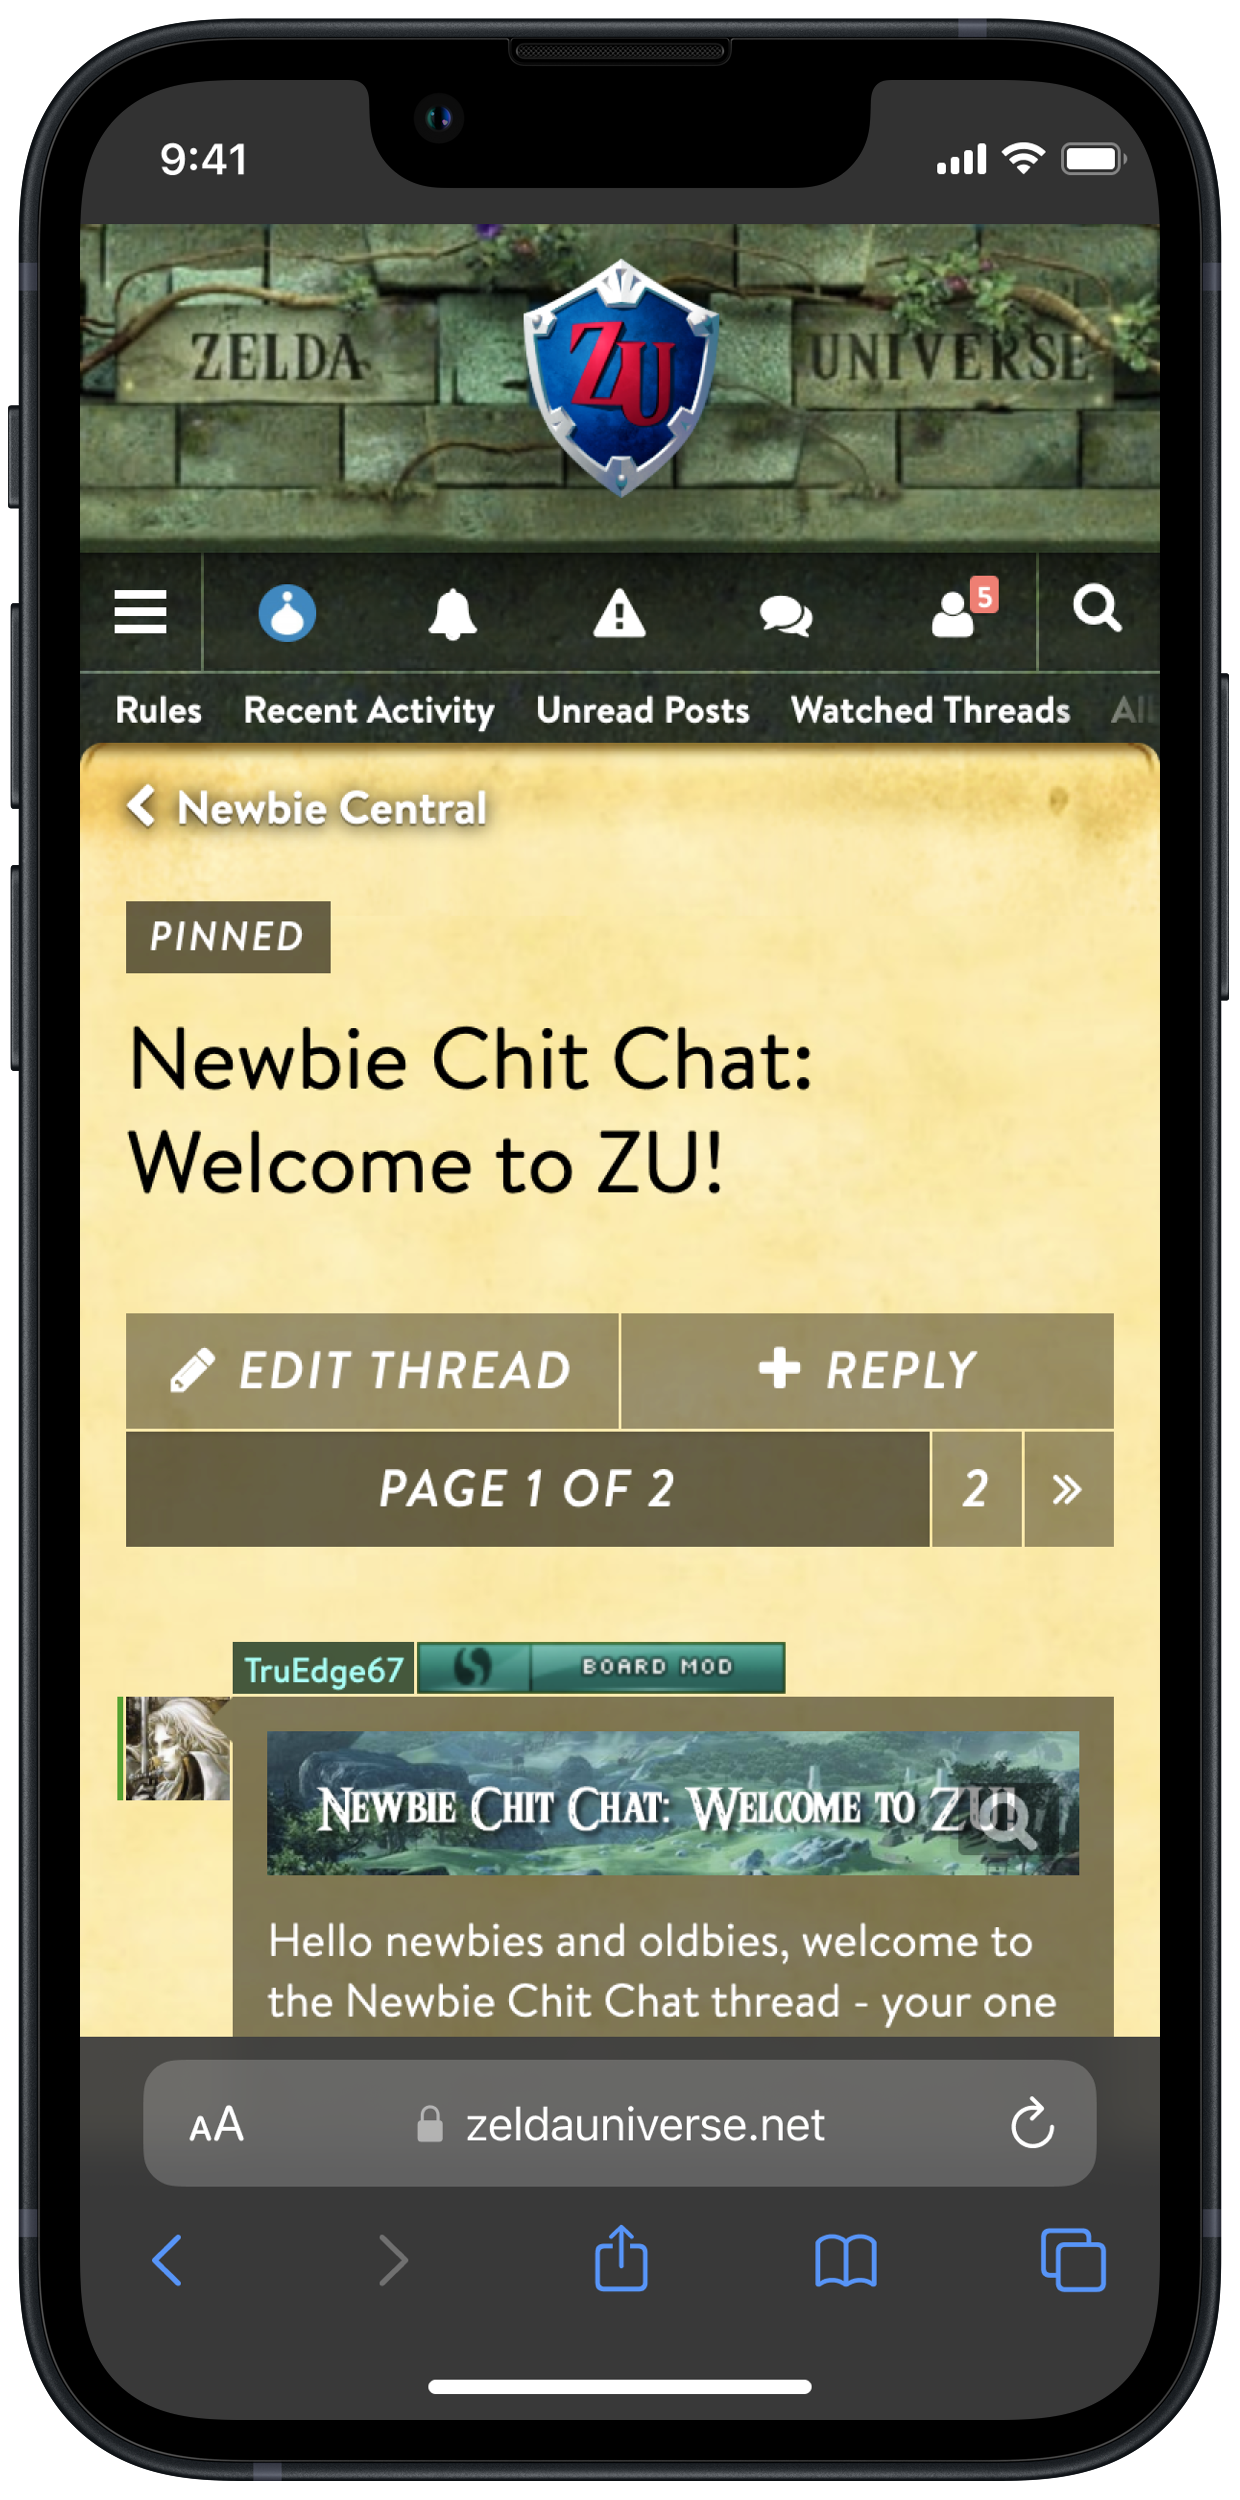 9:41
ZELDA
ZU
UNIVERSE
5
Rules Recent Activity Unread Posts Watched Threads All
Newbie Central
PINNED
Newbie Chit Chat:
Welcome to ZU!
EDIT THREAD
REPLY
PAGE 1 OF 2
2
»
TruEdge67
BOARD MOD
Newbie Chit Chat: Welcome to ZU!
Hello newbies and oldbies, welcome to
the Newbie Chit Chat thread - your one
AA
zeldauniverse.net